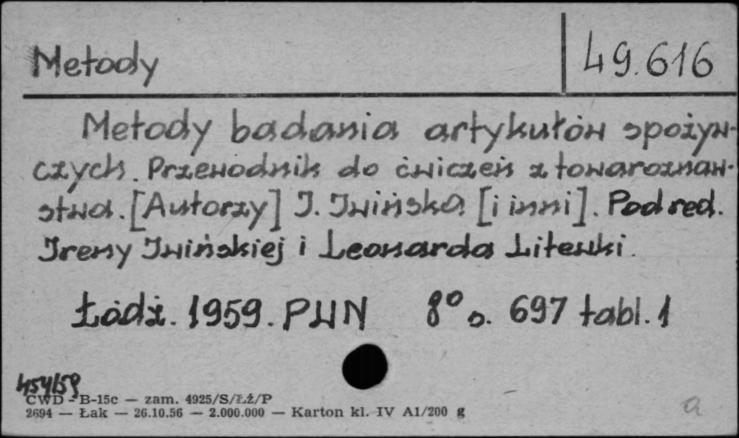 Metody
49.616
Metody badania artykułów spożyw-
czych. Przewodnik do ćwiczeń z towaroznaw-
stwa. [Autorzy] I. Iwińska [i inni]. Pod red.
Ireny Iwińskiej i Leonarda Litewki.
Łódź. 1959. PWN 8° s. 697 tabl. 1
454/59
CWD - B-15c — zam. 4925/S/Łż/P
2694 — Łak — 26.10.56 — 2.000.000 — Karton kl. IV A1/200 g
a